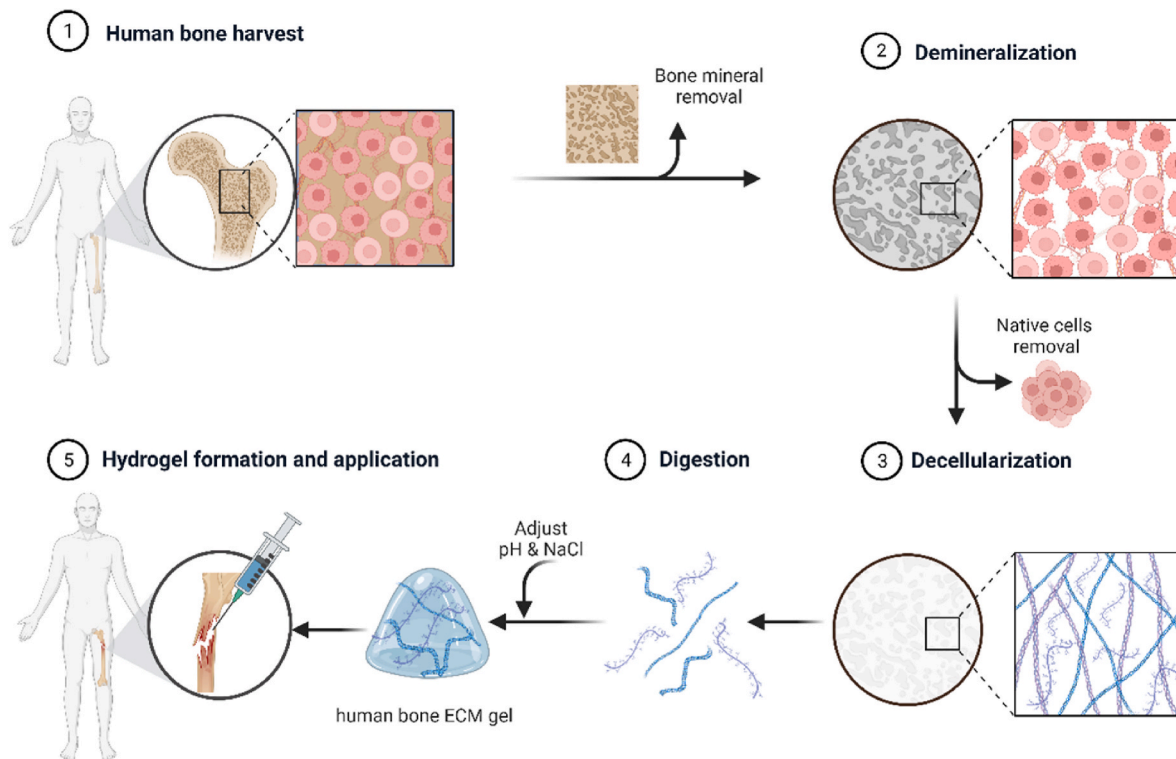 1 Human bone harvest
Bone mineral
removal
2 Demineralization
Native cells
removal
3 Decellularization
4 Digestion
Adjust
pH & NaCl
5 Hydrogel formation and application
human bone ECM gel